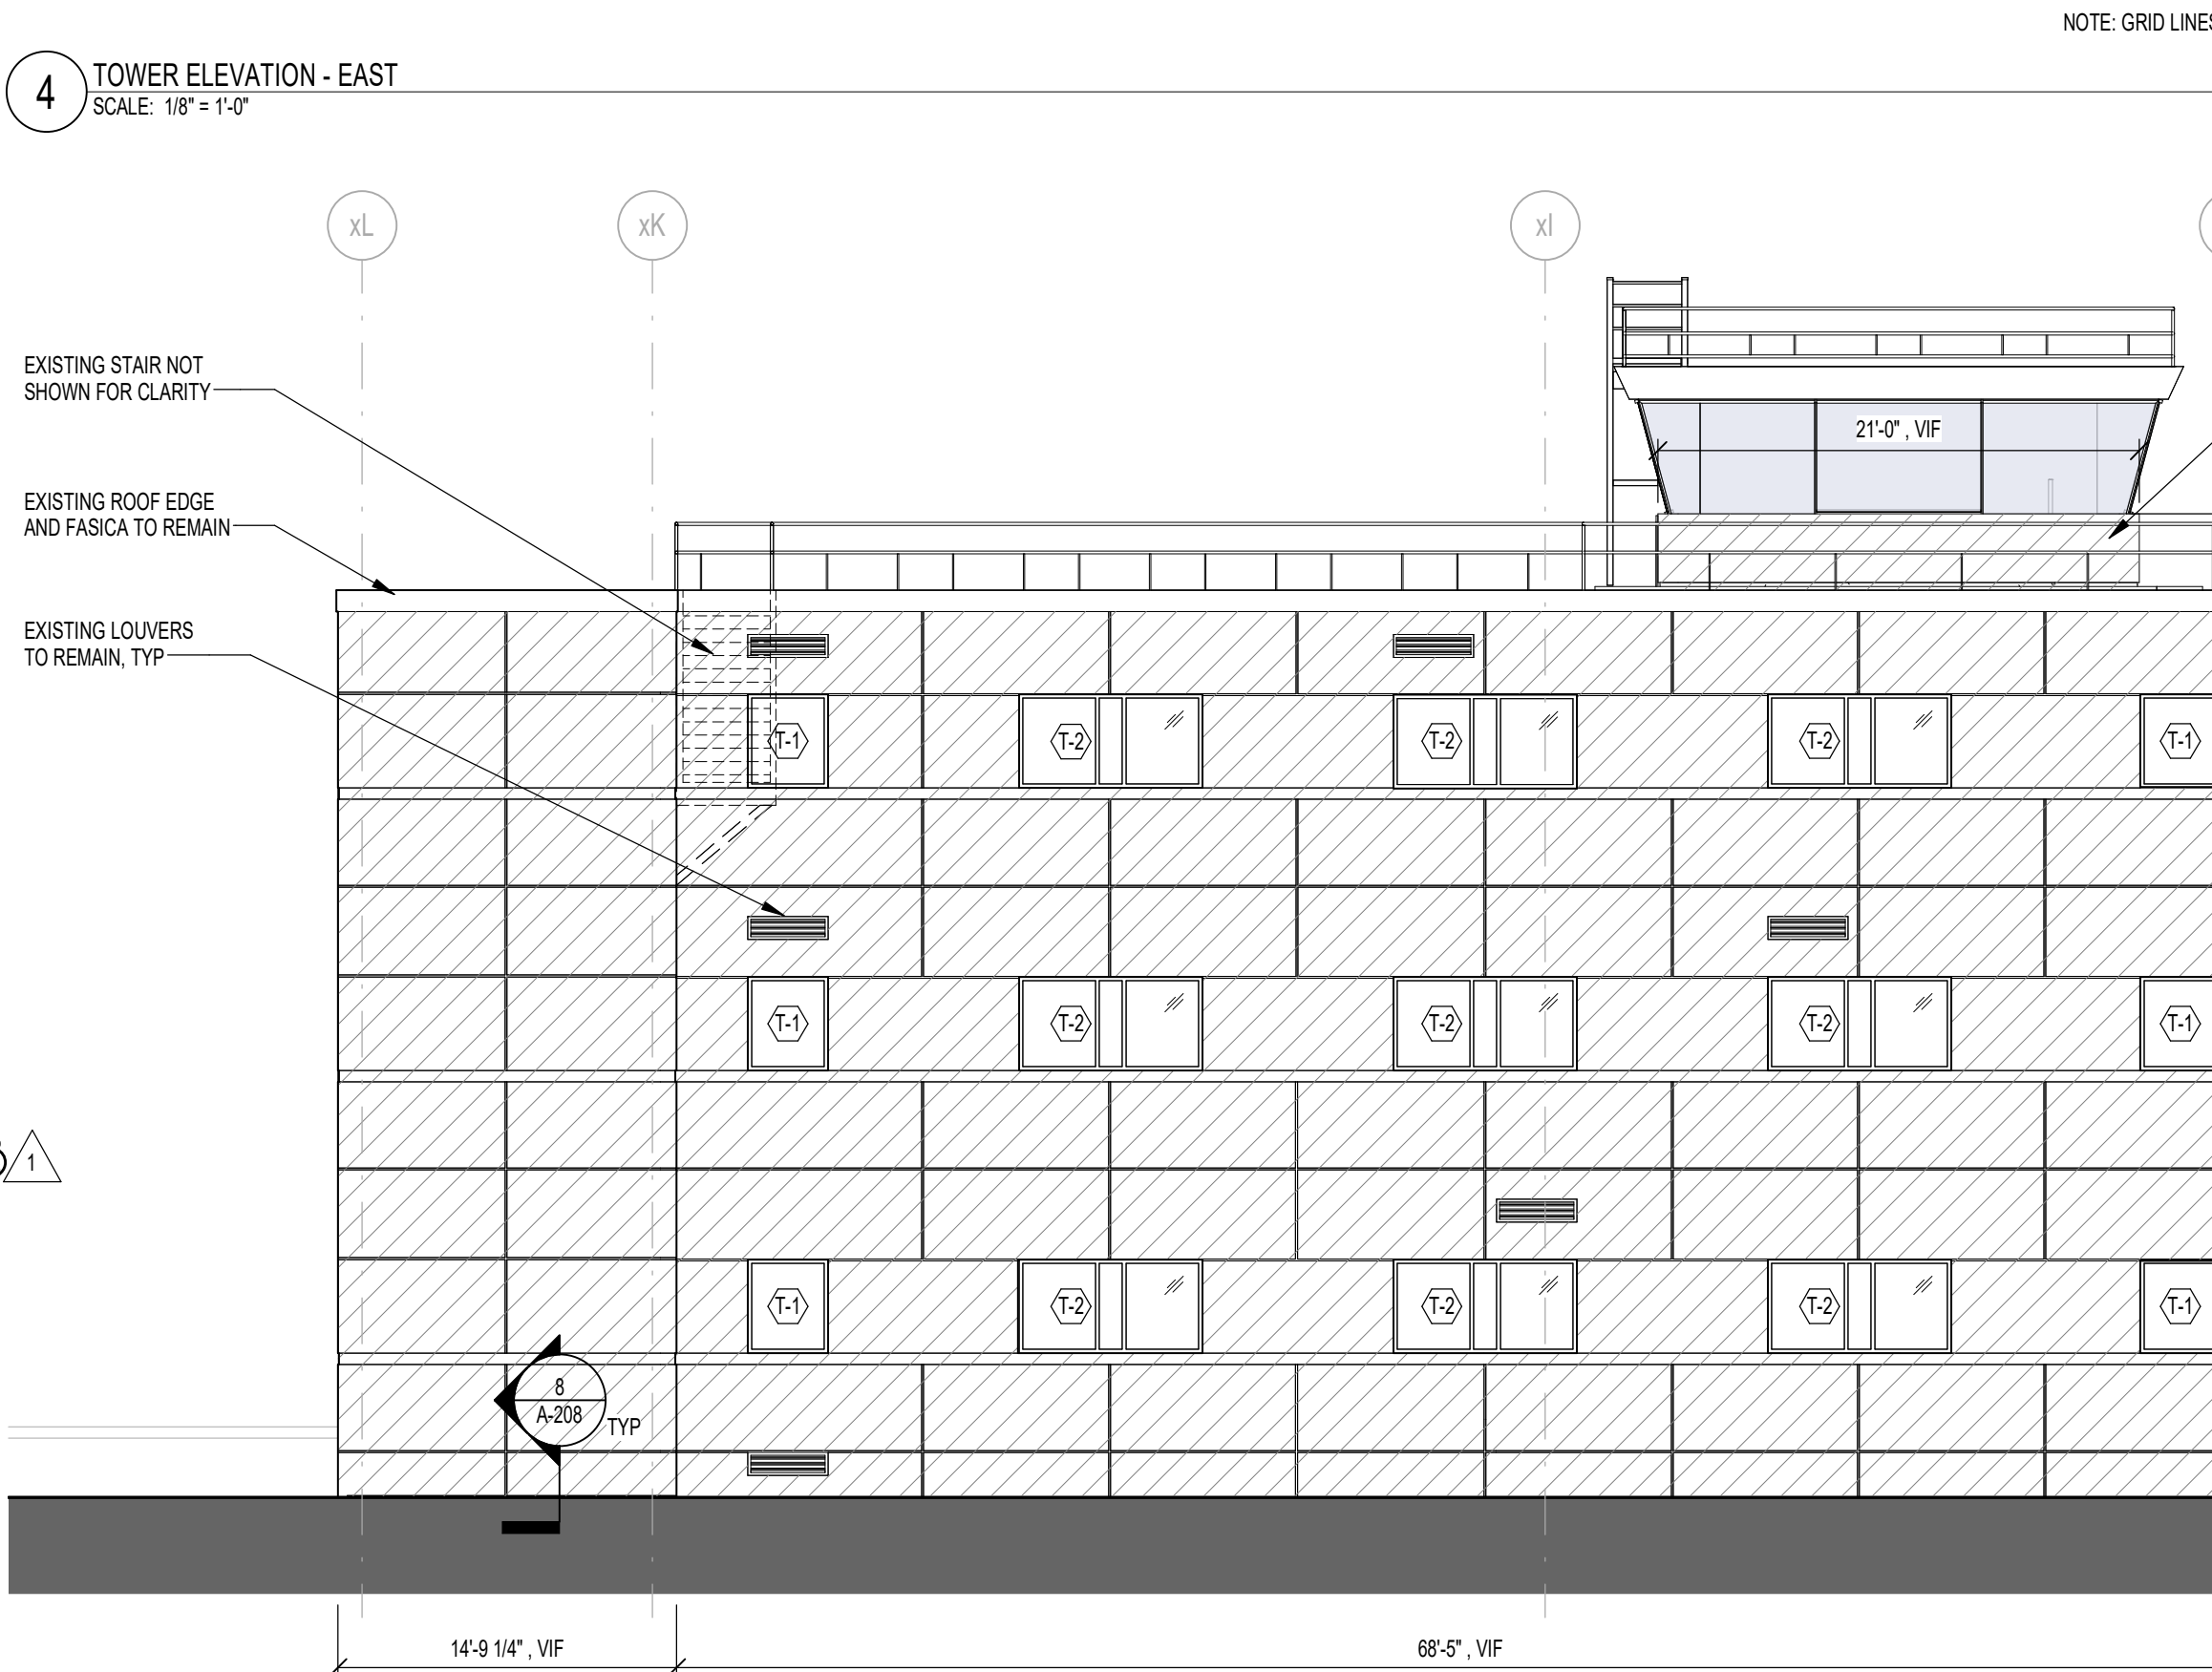 NOTE: GRID LINES
4
TOWER ELEVATION - EAST
SCALE: 1/8" = 1'-0"
xL
xK
xI
EXISTING STAIR NOT
SHOWN FOR CLARITY
21'-0" , VIF
EXISTING ROOF EDGE
AND FASICA TO REMAIN
EXISTING LOUVERS
TO REMAIN, TYP
T-1
T-2
T-2
T-2
T-1
T-1
T-2
T-2
T-2
T-1
1
T-1
T-2
T-2
T-2
T-1
8
A-208
TYP
14'-9 1/4" , VIF
68'-5" , VIF